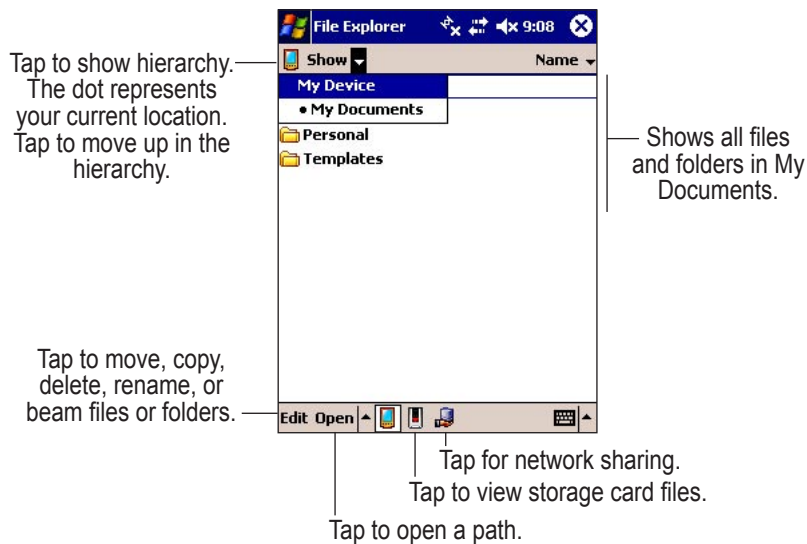 File Explorer 9:08
Show Name
My Device
• My Documents
Personal
Templates
Edit Open
Tap to show hierarchy.
The dot represents
your current location.
Tap to move up in the
hierarchy.
Shows all files
and folders in My
Documents.
Tap to move, copy,
delete, rename, or
beam files or folders.
Tap for network sharing.
Tap to view storage card files.
Tap to open a path.